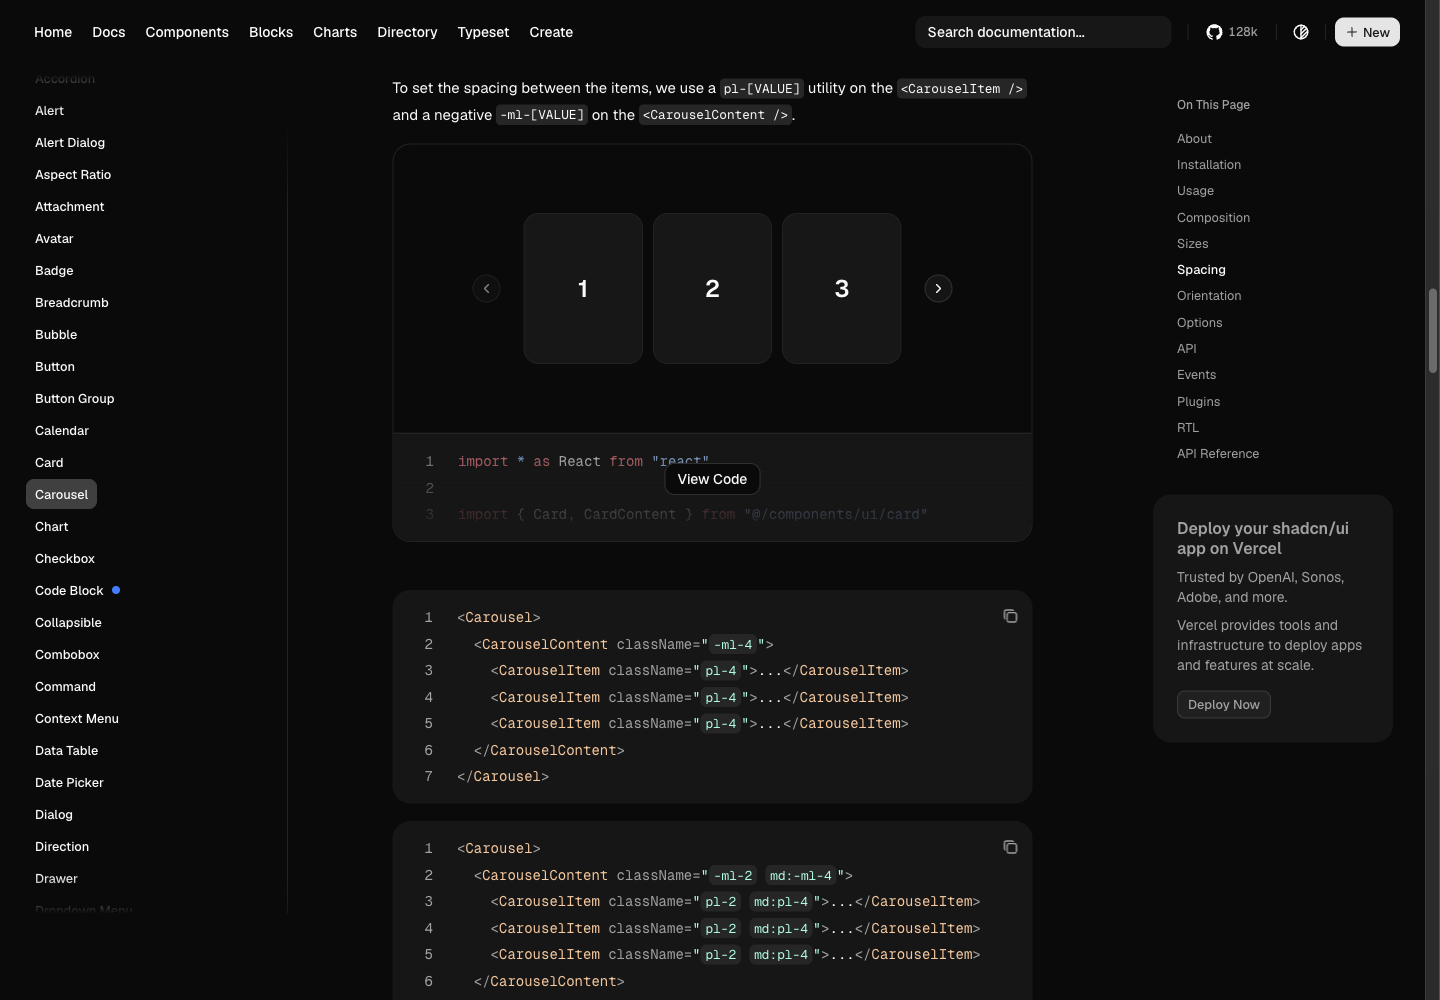 Home Docs Components Blocks Charts Directory Typeset Create
Search documentation...
128k
New
Accordion
Alert
Alert Dialog
Aspect Ratio
Attachment
Avatar
Badge
Breadcrumb
Bubble
Button
Button Group
Calendar
Card
Carousel
Chart
Checkbox
Code Block
Collapsible
Combobox
Command
Context Menu
Data Table
Date Picker
Dialog
Direction
Drawer
Dropdown Menu
To set the spacing between the items, we use a pl-[VALUE] utility on the <CarouselItem />
and a negative -ml-[VALUE] on the <CarouselContent />.
1 2 3
1 import * as React from "react"
2
View Code
3 import { Card, CardContent } from "@/components/ui/card"
1 <Carousel>
2 <CarouselContent className="-ml-4">
3 <CarouselItem className="pl-4">...</CarouselItem>
4 <CarouselItem className="pl-4">...</CarouselItem>
5 <CarouselItem className="pl-4">...</CarouselItem>
6 </CarouselContent>
7 </Carousel>
1 <Carousel>
2 <CarouselContent className="-ml-2 md:-ml-4">
3 <CarouselItem className="pl-2 md:pl-4">...</CarouselItem>
4 <CarouselItem className="pl-2 md:pl-4">...</CarouselItem>
5 <CarouselItem className="pl-2 md:pl-4">...</CarouselItem>
6 </CarouselContent>
On This Page
About
Installation
Usage
Composition
Sizes
Spacing
Orientation
Options
API
Events
Plugins
RTL
API Reference
Deploy your shadcn/ui
app on Vercel
Trusted by OpenAI, Sonos,
Adobe, and more.
Vercel provides tools and
infrastructure to deploy apps
and features at scale.
Deploy Now